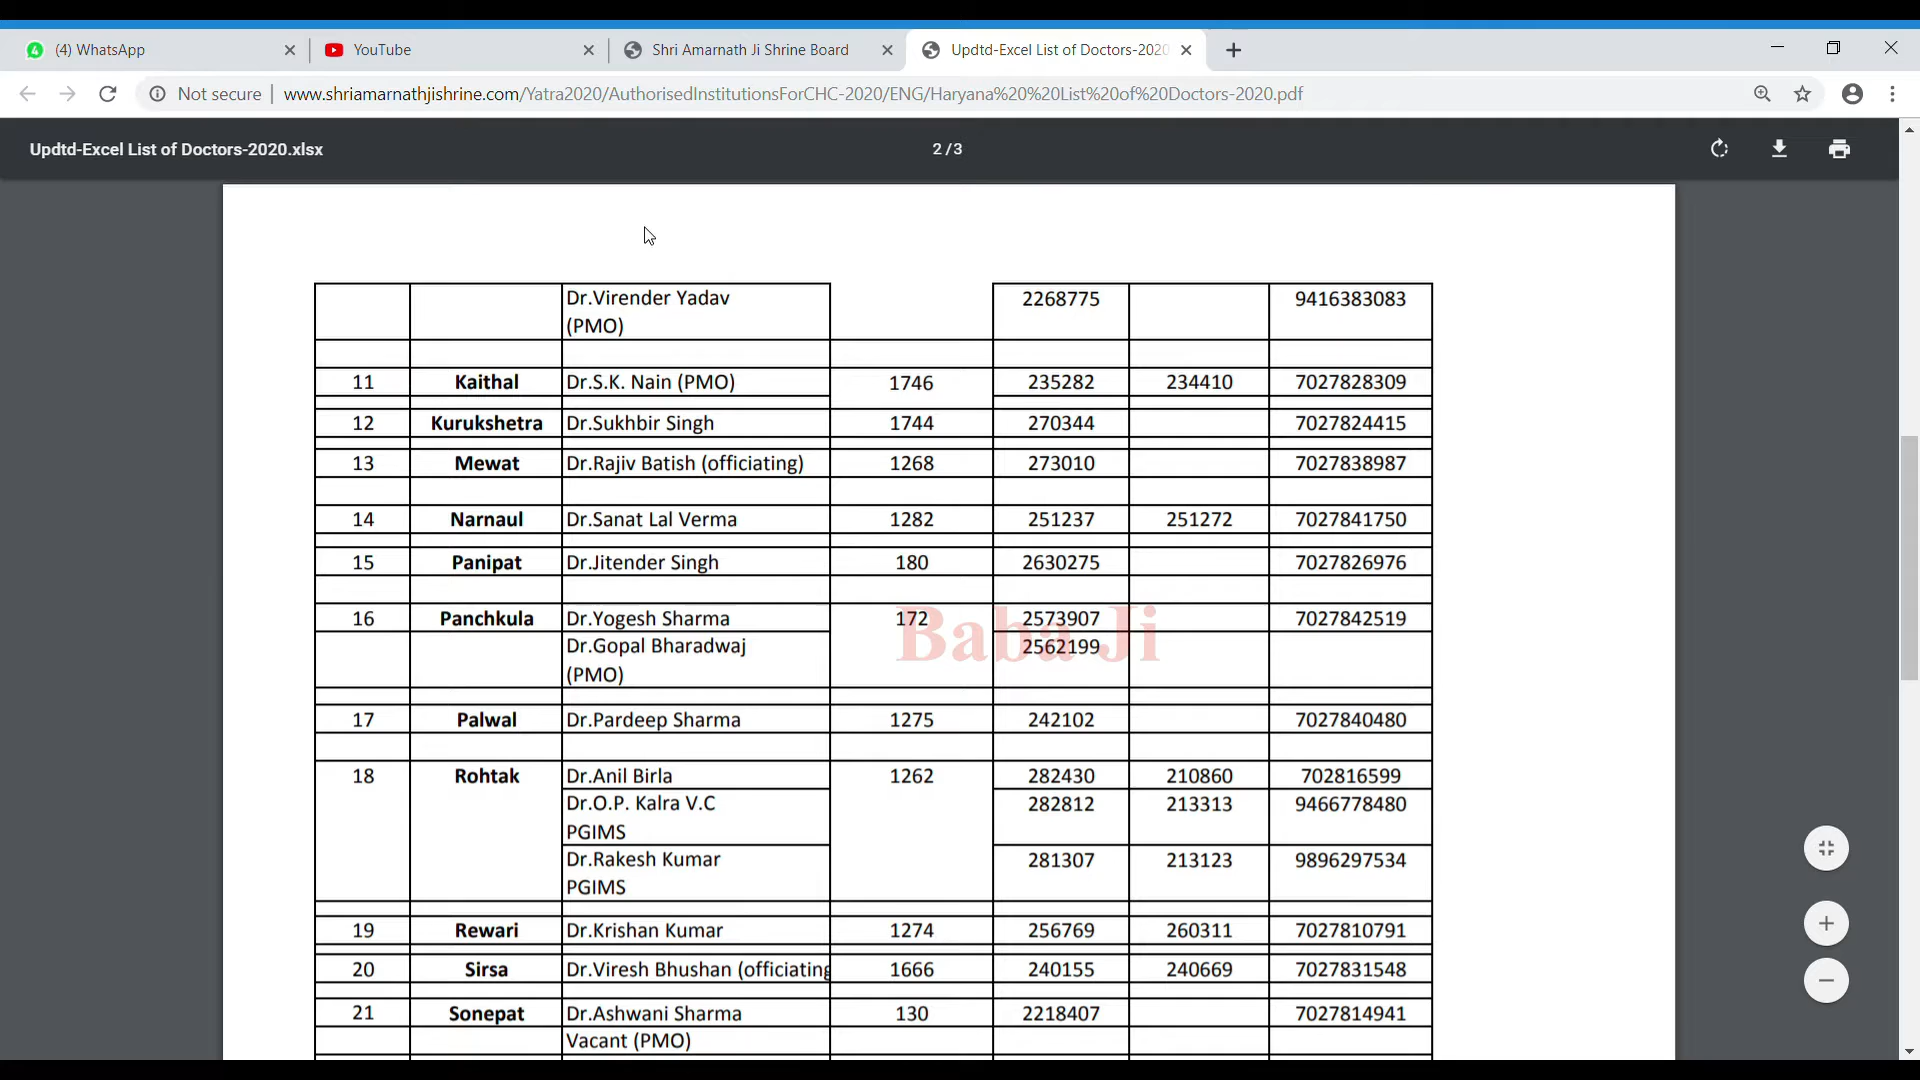 (4) WhatsApp
YouTube
Shri Amarnath Ji Shrine Board
Updtd-Excel List of Doctors-2020
Not secure
www.shriamarnathjishrine.com/Yatra2020/AuthorisedInstitutionsForCHC-2020/ENG/Haryana%20%20List%20of%20Doctors-2020.pdf
Updtd-Excel List of Doctors-2020.xlsx
2 / 3
Dr.Virender Yadav 2268775 9416383083
(PMO)
11 Kaithal Dr.S.K. Nain (PMO) 1746 235282 234410 7027828309
12 Kurukshetra Dr.Sukhbir Singh 1744 270344 7027824415
13 Mewat Dr.Rajiv Batish (officiating) 1268 273010 7027838987
14 Narnaul Dr.Sanat Lal Verma 1282 251237 251272 7027841750
15 Panipat Dr.Jitender Singh 180 2630275 7027826976
16 Panchkula Dr.Yogesh Sharma 172 2573907 7027842519
Baba Ji
Dr.Gopal Bharadwaj 2562199
(PMO)
17 Palwal Dr.Pardeep Sharma 1275 242102 7027840480
18 Rohtak Dr.Anil Birla 1262 282430 210860 702816599
Dr.O.P. Kalra V.C 282812 213313 9466778480
PGIMS
Dr.Rakesh Kumar 281307 213123 9896297534
PGIMS
19 Rewari Dr.Krishan Kumar 1274 256769 260311 7027810791
20 Sirsa Dr.Viresh Bhushan (officiating 1666 240155 240669 7027831548
21 Sonepat Dr.Ashwani Sharma 130 2218407 7027814941
Vacant (PMO)